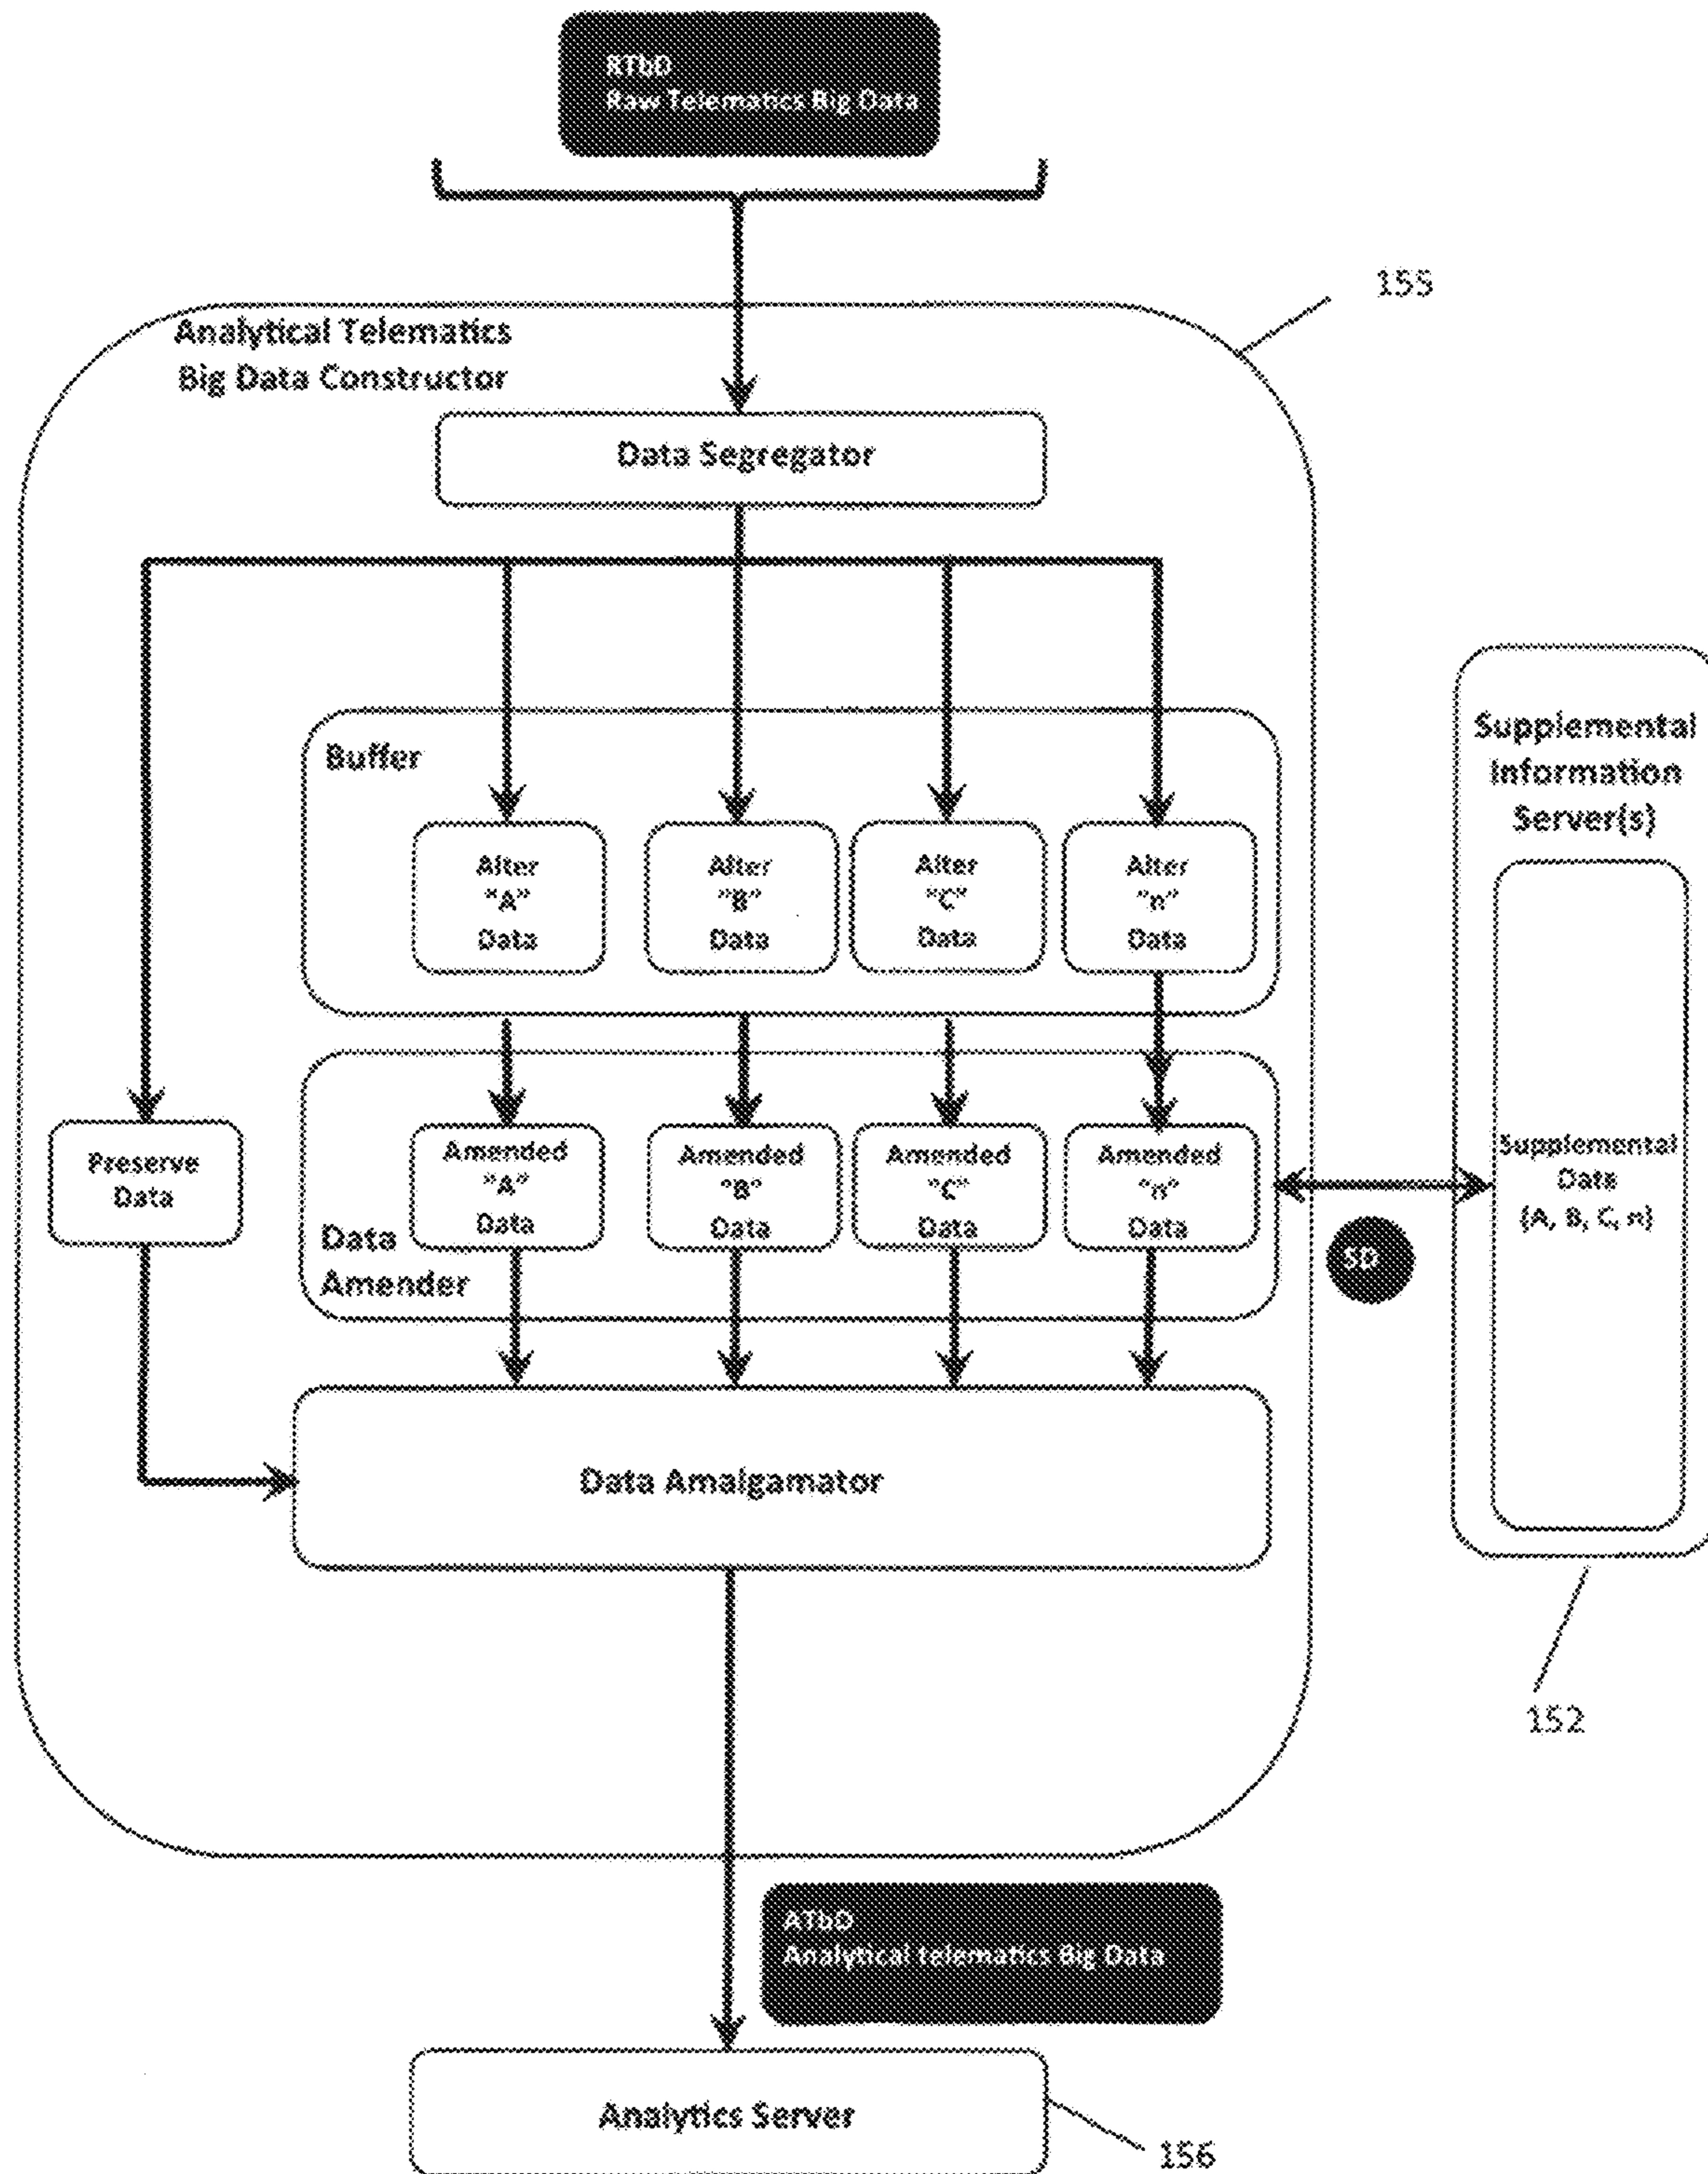 RTbD
Raw Telematics Big Data
155
Analytical Telematics
Big Data Constructor
Data Segregator
Buffer
Alter
"A"
Data
Alter
"B"
Data
Alter
"C"
Data
Alter
"n"
Data
Supplemental
Information
Server(s)
Preserve
Data
Amended
"A"
Data
Amended
"B"
Data
Amended
"C"
Data
Amended
"n"
Data
Data
Amender
Supplemental
Data
(A, B, C, n)
SD
Data Amalgamator
152
ATbD
Analytical telematics Big Data
Analytics Server
156